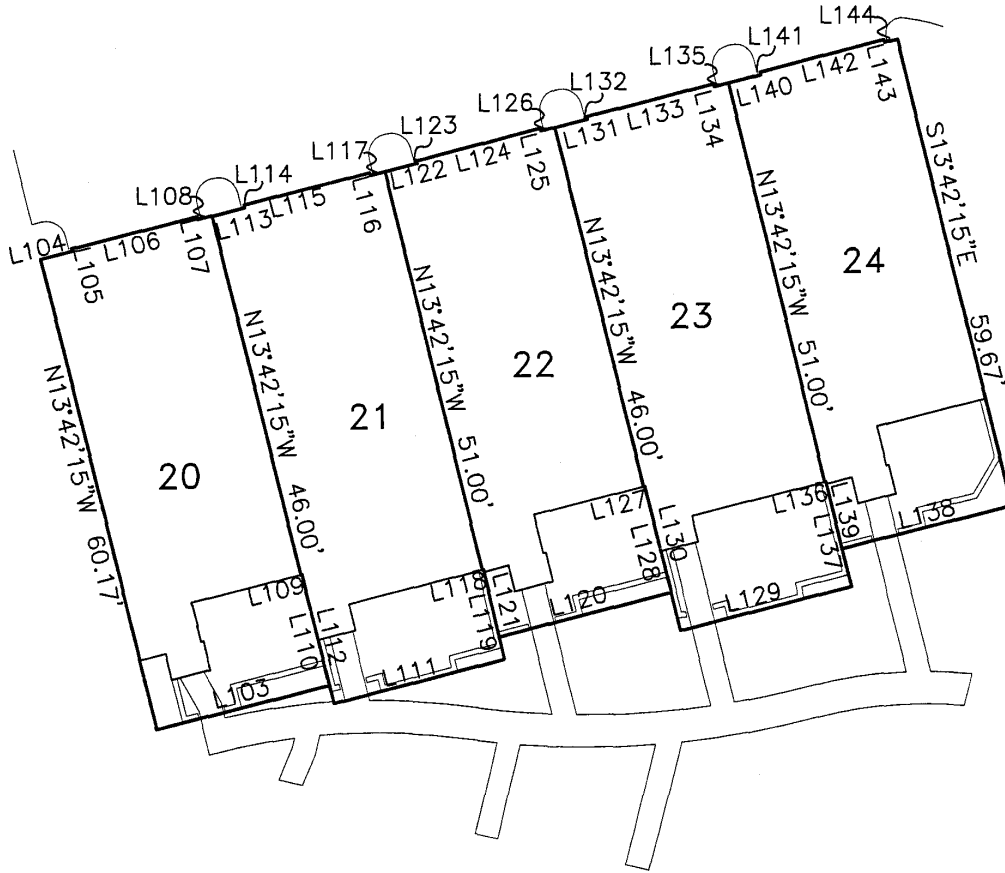 L144
L141
L135
L142
L143
L140
L132
L126
L133
L134
L131
L123
L117
L124
L125
L122
L114
L108
L115
L116
L113
L104
L106
L107
L105
S13°42'15"E
59.67'
N13°42'15"W
51.00'
24
N13°42'15"W
46.00'
23
N13°42'15"W
51.00'
22
N13°42'15"W
46.00'
21
N13°42'15"W
60.17'
20
L136
L139
L138
L137
L127
L130
L128
L129
L118
L121
L120
L119
L109
L112
L110
L111
L103